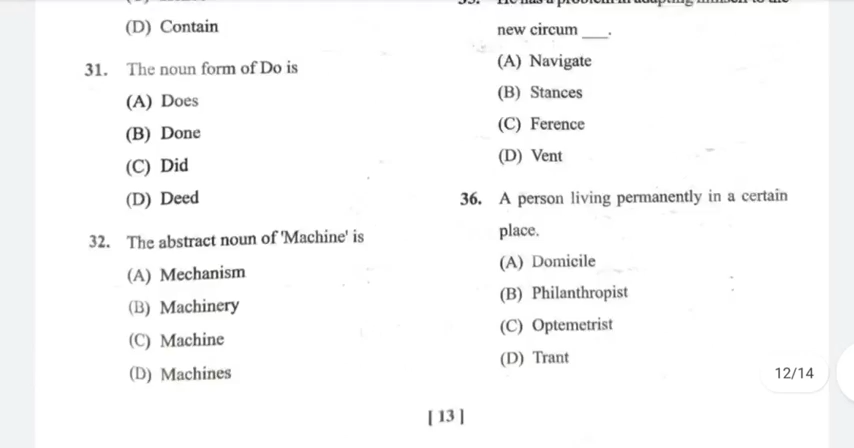 (D) Contain
31. The noun form of Do is
(A) Does
(B) Done
(C) Did
(D) Deed
32. The abstract noun of 'Machine' is
(A) Mechanism
(B) Machinery
(C) Machine
(D) Machines
new circum ___.
(A) Navigate
(B) Stances
(C) Ference
(D) Vent
36. A person living permanently in a certain
place.
(A) Domicile
(B) Philanthropist
(C) Optemetrist
(D) Trant
12/14
[ 13 ]